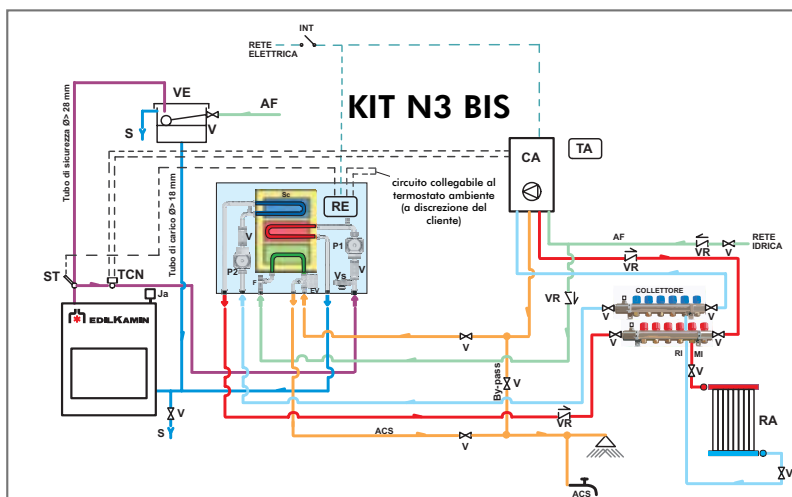 INT
RETE
ELETTRICA
KIT N3 BIS
VE
AF
S
V
Tubo di sicurezza Ø> 28 mm
Tubo di carico Ø> 18 mm
CA
TA
circuito collegabile al
termostato ambiente
(a discrezione del
cliente)
Sc
RE
V
P2
P1
V
Vs
F
EV
ST
TCN
Ja
EDILKAMIN
AF
RETE
IDRICA
VR
V
VR
VR
COLLETTORE
V
V
V
V
RI
MI
V
V
By-pass
V
RA
V
S
VR
ACS
V
V
ACS